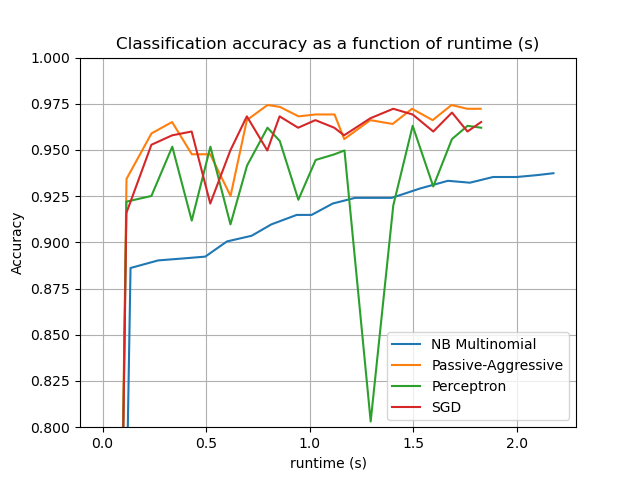 Classification accuracy as a function of runtime (s)
1.000
0.975
0.950
0.925
0.900
0.875
0.850
0.825
0.800
Accuracy
NB Multinomial
Passive-Aggressive
Perceptron
SGD
0.0 0.5 1.0 1.5 2.0
runtime (s)